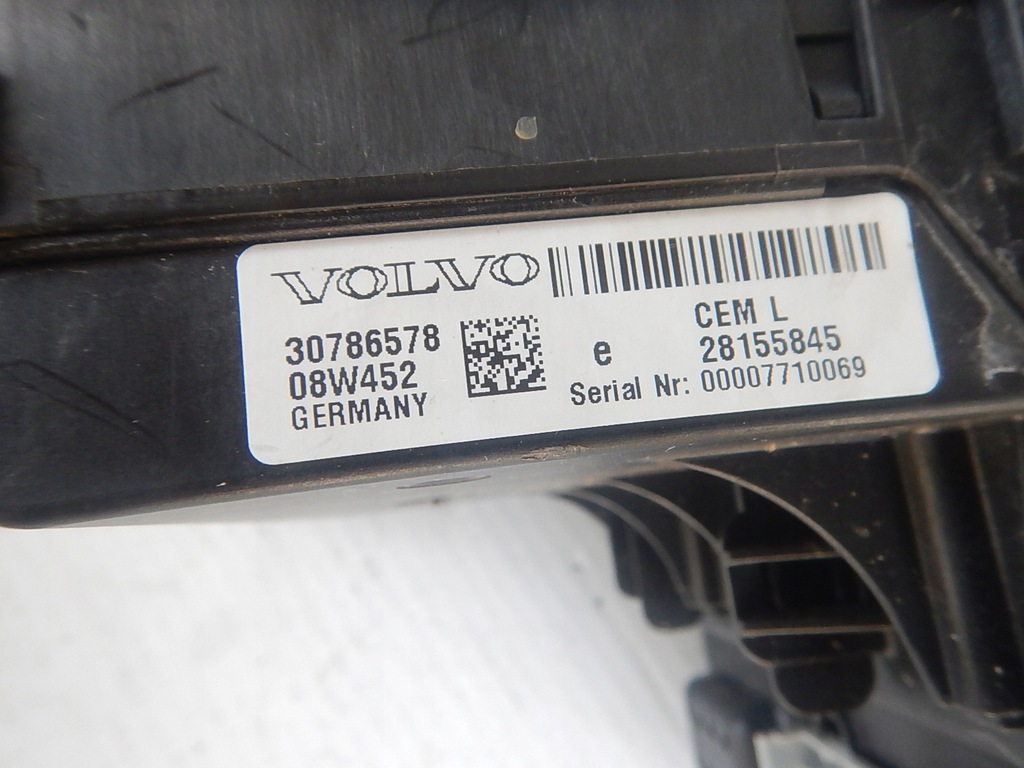 VOLVO
30786578
08W452
GERMANY
e
CEM L
28155845
Serial Nr: 00007710069